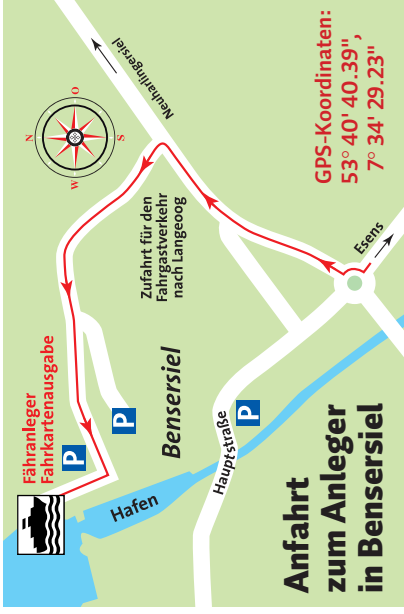 Anfahrt
zum Anleger
in Bensersiel
GPS-Koordinaten:
53° 40' 40.39",
7° 34' 29.23"
Fähranleger
Fahrkartenausgabe
P
P
P
Hafen
Bensersiel
Hauptstraße
Zufahrt für den
Fahrgastverkehr
nach Langeoog
Neuharlingersiel
Esens
N
O
S
W